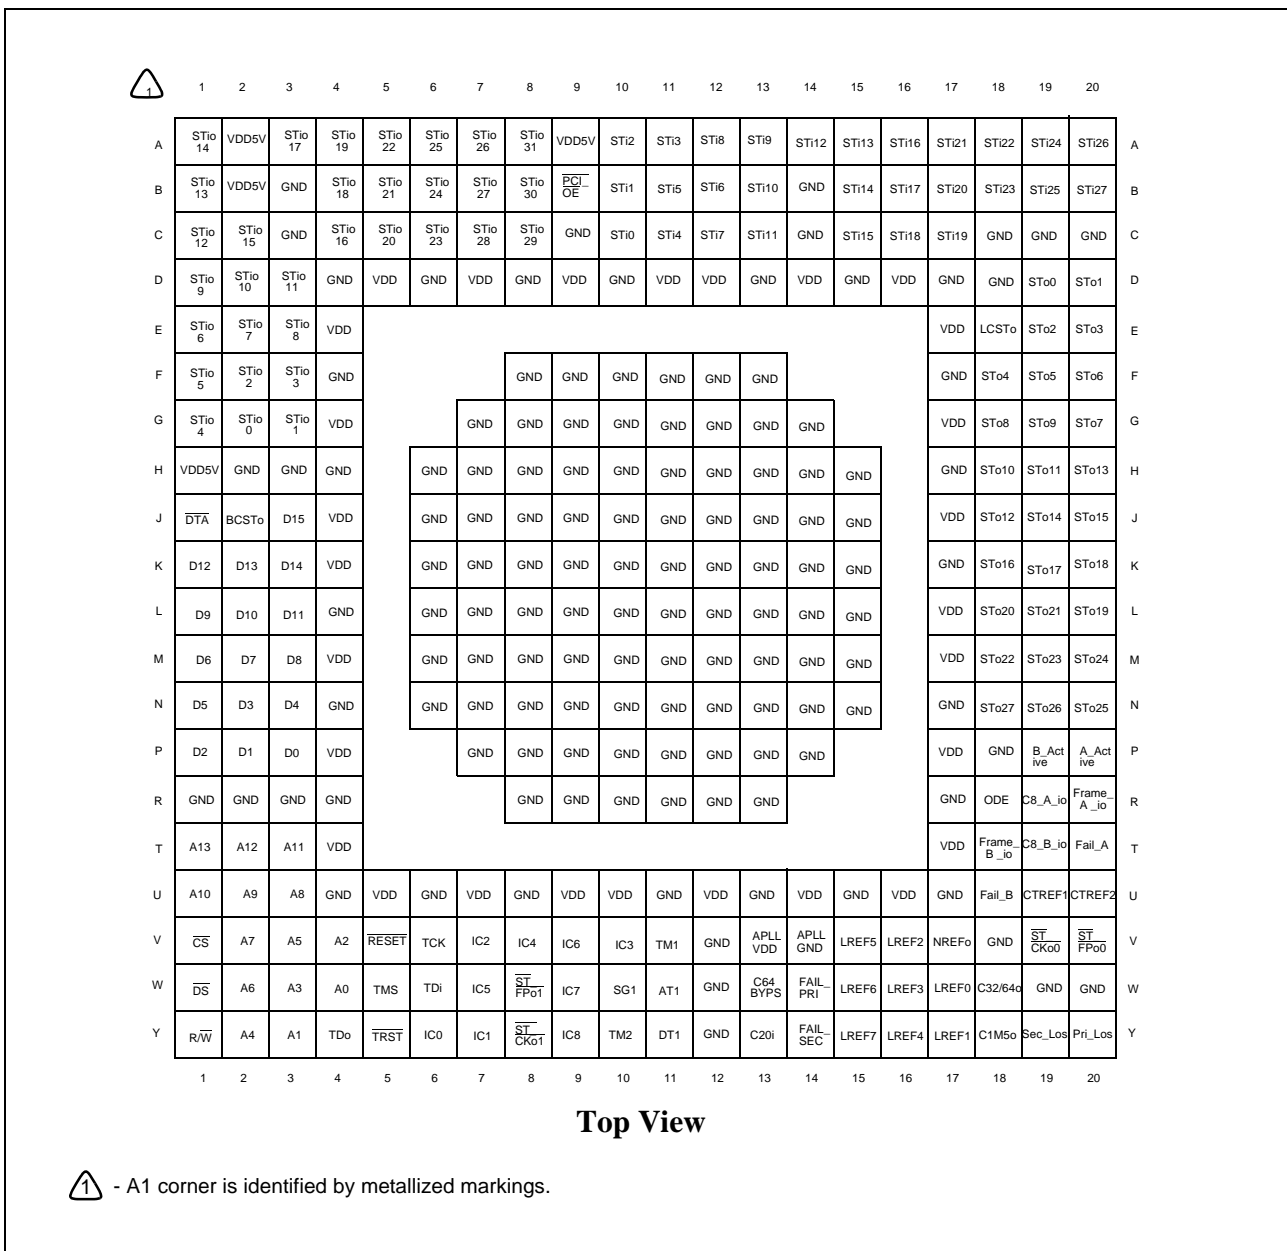 1 1 2 3 4 5 6 7 8 9 10 11 12 13 14 15 16 17 18 19 20
A STio 14 VDD5V STio 17 STio 19 STio 22 STio 25 STio 26 STio 31 VDD5V STi2 STi3 STi8 STi9 STi12 STi13 STi16 STi21 STi22 STi24 STi26 A
B STio 13 VDD5V GND STio 18 STio 21 STio 24 STio 27 STio 30 PCI_ OE STi1 STi5 STi6 STi10 GND STi14 STi17 STi20 STi23 STi25 STi27 B
C STio 12 STio 15 GND STio 16 STio 20 STio 23 STio 28 STio 29 GND STi0 STi4 STi7 STi11 GND STi15 STi18 STi19 GND GND GND C
D STio 9 STio 10 STio 11 GND VDD GND VDD GND VDD GND VDD VDD GND VDD GND VDD GND GND STo0 STo1 D
E STio 6 STio 7 STio 8 VDD VDD LCSTo STo2 STo3 E
F STio 5 STio 2 STio 3 GND GND GND GND GND GND GND GND STo4 STo5 STo6 F
G STio 4 STio 0 STio 1 VDD GND GND GND GND GND GND GND GND VDD STo8 STo9 STo7 G
H VDD5V GND GND GND GND GND GND GND GND GND GND GND GND GND GND STo10 STo11 STo13 H
J DTA BCSTo D15 VDD GND GND GND GND GND GND GND GND GND GND VDD STo12 STo14 STo15 J
K D12 D13 D14 VDD GND GND GND GND GND GND GND GND GND GND GND STo16 STo17 STo18 K
L D9 D10 D11 GND GND GND GND GND GND GND GND GND GND GND VDD STo20 STo21 STo19 L
M D6 D7 D8 VDD GND GND GND GND GND GND GND GND GND GND VDD STo22 STo23 STo24 M
N D5 D3 D4 GND GND GND GND GND GND GND GND GND GND GND GND STo27 STo26 STo25 N
P D2 D1 D0 VDD GND GND GND GND GND GND GND GND VDD GND B_Act ive A_Act ive P
R GND GND GND GND GND GND GND GND GND GND GND ODE C8_A_io Frame_ A _io R
T A13 A12 A11 VDD VDD Frame_ B _io C8_B_io Fail_A T
U A10 A9 A8 GND VDD GND VDD GND VDD VDD GND VDD GND VDD GND VDD GND Fail_B CTREF1 CTREF2 U
V CS A7 A5 A2 RESET TCK IC2 IC4 IC6 IC3 TM1 GND APLL VDD APLL GND LREF5 LREF2 NREFo GND ST_ CKo0 ST_ FPo0 V
W DS A6 A3 A0 TMS TDi IC5 ST_ FPo1 IC7 SG1 AT1 GND C64 BYPS FAIL_ PRI LREF6 LREF3 LREF0 C32/64o GND GND W
Y R/W A4 A1 TDo TRST IC0 IC1 ST_ CKo1 IC8 TM2 DT1 GND C20i FAIL_ SEC LREF7 LREF4 LREF1 C1M5o Sec_Los Pri_Los Y
1 2 3 4 5 6 7 8 9 10 11 12 13 14 15 16 17 18 19 20
Top View
1 - A1 corner is identified by metallized markings.